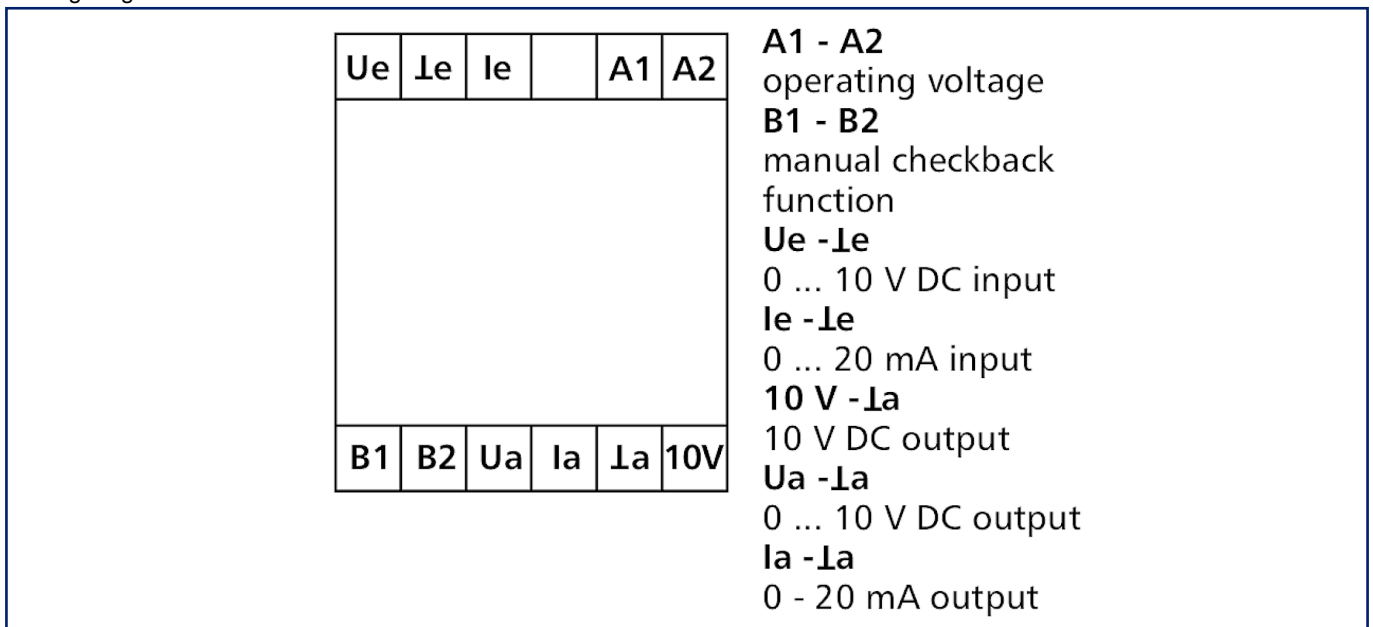 Ue ⊥e Ie A1 A2
B1 B2 Ua Ia ⊥a 10V
A1 - A2
operating voltage
B1 - B2
manual checkback
function
Ue -⊥e
0 ... 10 V DC input
Ie -⊥e
0 ... 20 mA input
10 V -⊥a
10 V DC output
Ua -⊥a
0 ... 10 V DC output
Ia -⊥a
0 - 20 mA output